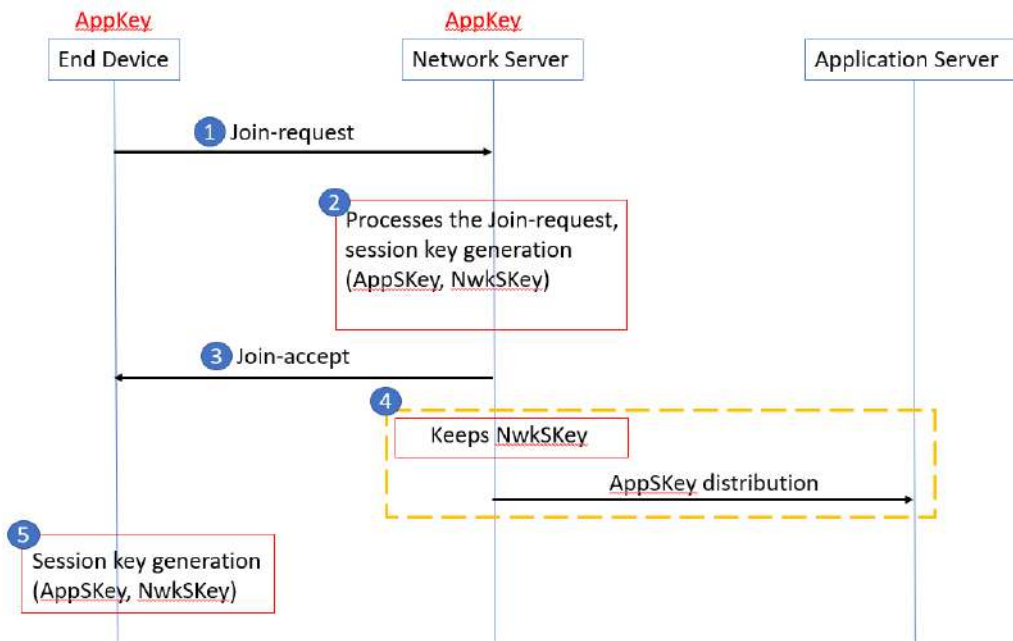 AppKey
AppKey
End Device
Network Server
Application Server
1 Join-request
2
Processes the Join-request,
session key generation
(AppSKey, NwkSKey)
3 Join-accept
4
Keeps NwkSKey
AppSKey distribution
5
Session key generation
(AppSKey, NwkSKey)